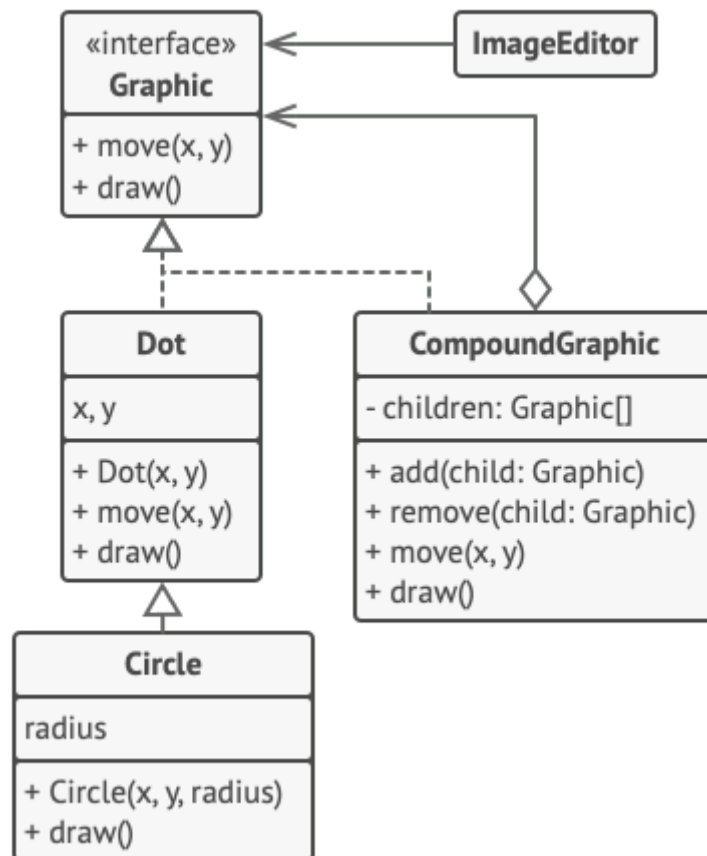 «interface»
Graphic
+ move(x, y)
+ draw()
ImageEditor
Dot
x, y
+ Dot(x, y)
+ move(x, y)
+ draw()
CompoundGraphic
- children: Graphic[]
+ add(child: Graphic)
+ remove(child: Graphic)
+ move(x, y)
+ draw()
Circle
radius
+ Circle(x, y, radius)
+ draw()